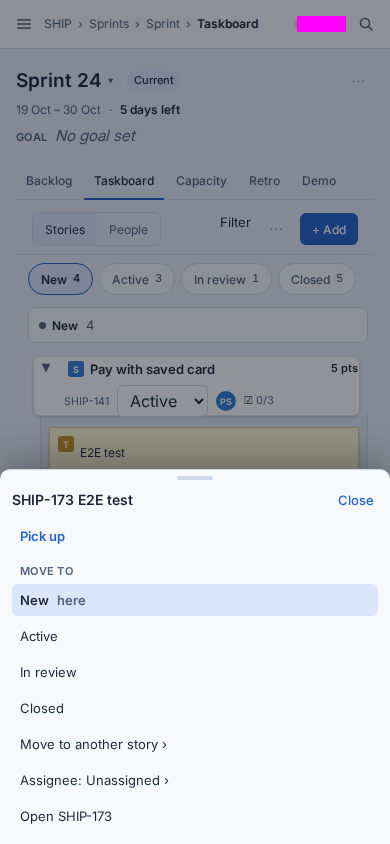 SHIP › Sprints › Sprint › Taskboard
Sprint 24 ▾ Current ...
19 Oct – 30 Oct · 5 days left
GOAL No goal set
Backlog Taskboard Capacity Retro Demo
Stories People Filter ... + Add
New 4 Active 3 In review 1 Closed 5
New 4
▼ S Pay with saved card 5 pts
SHIP-141 Active PS ☑ 0/3
T E2E test
SHIP-173 E2E test Close
Pick up
MOVE TO
New here
Active
In review
Closed
Move to another story ›
Assignee: Unassigned ›
Open SHIP-173